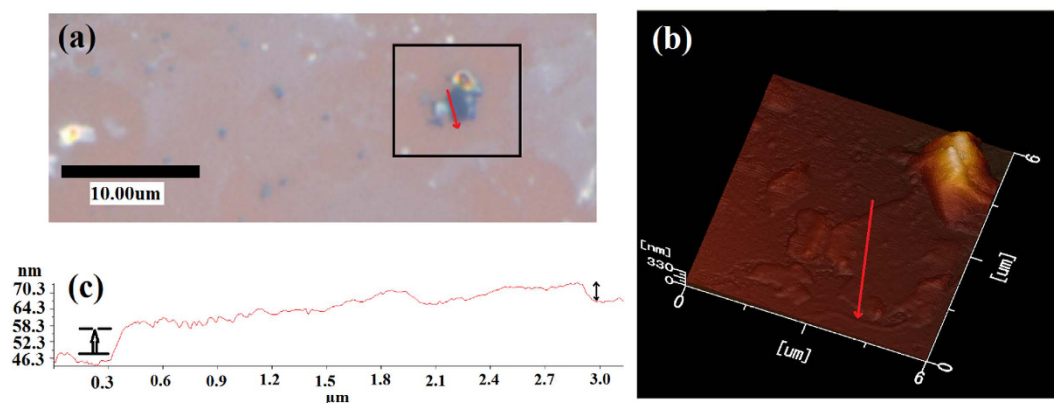 (a)
10.00um
(b)
[nm]
330
0
0
[um]
6
0
[um]
6
(c)
nm
70.3
64.3
58.3
52.3
46.3
0.3 0.6 0.9 1.2 1.5 1.8 2.1 2.4 2.7 3.0
µm